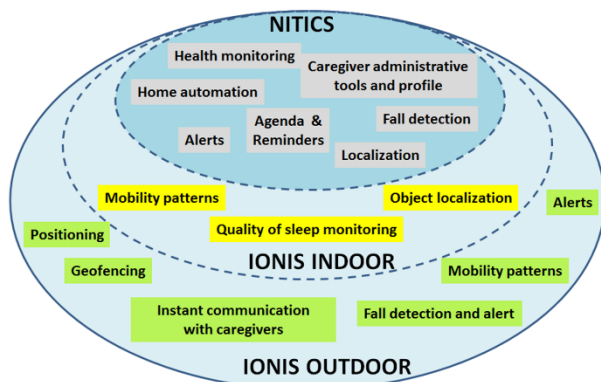 NITICS
Health monitoring
Caregiver administrative
tools and profile
Home automation
Agenda &
Reminders
Fall detection
Alerts
Localization
Mobility patterns
Object localization
Alerts
Quality of sleep monitoring
Positioning
IONIS INDOOR
Geofencing
Mobility patterns
Instant communication
with caregivers
Fall detection and alert
IONIS OUTDOOR